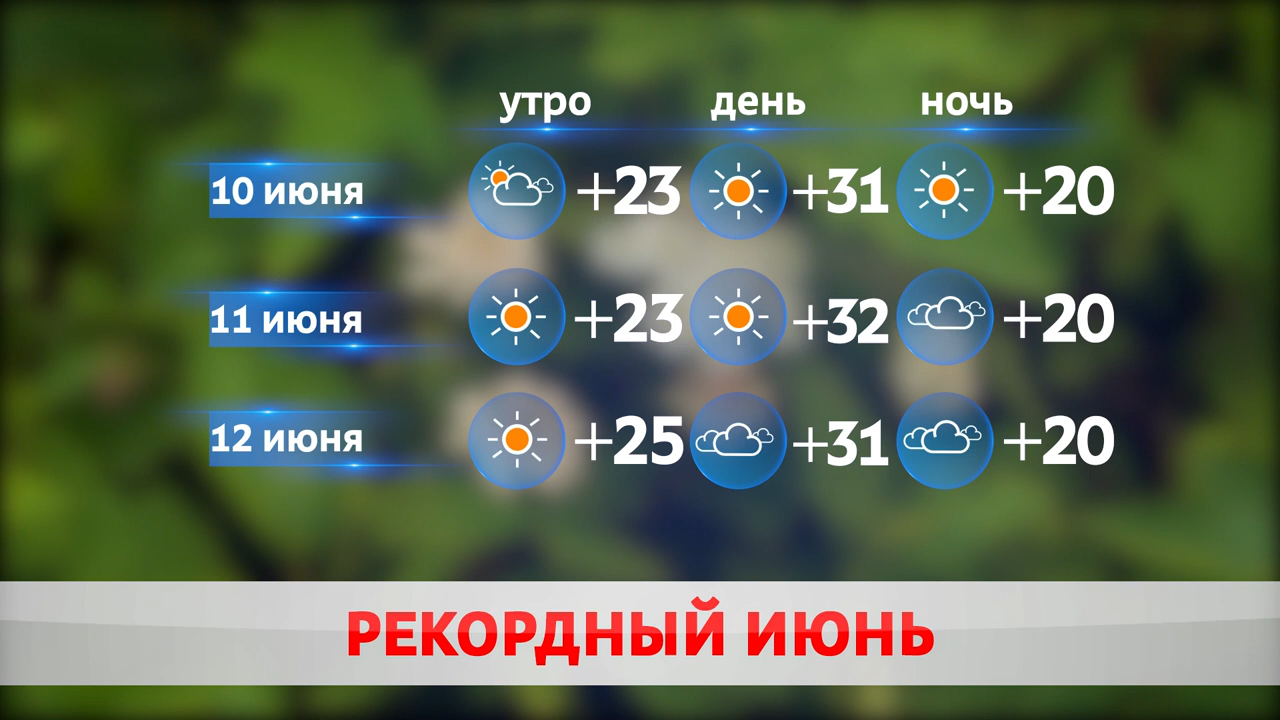 утро день ночь
10 июня +23 +31 +20
11 июня +23 +32 +20
12 июня +25 +31 +20
РЕКОРДНЫЙ ИЮНЬ